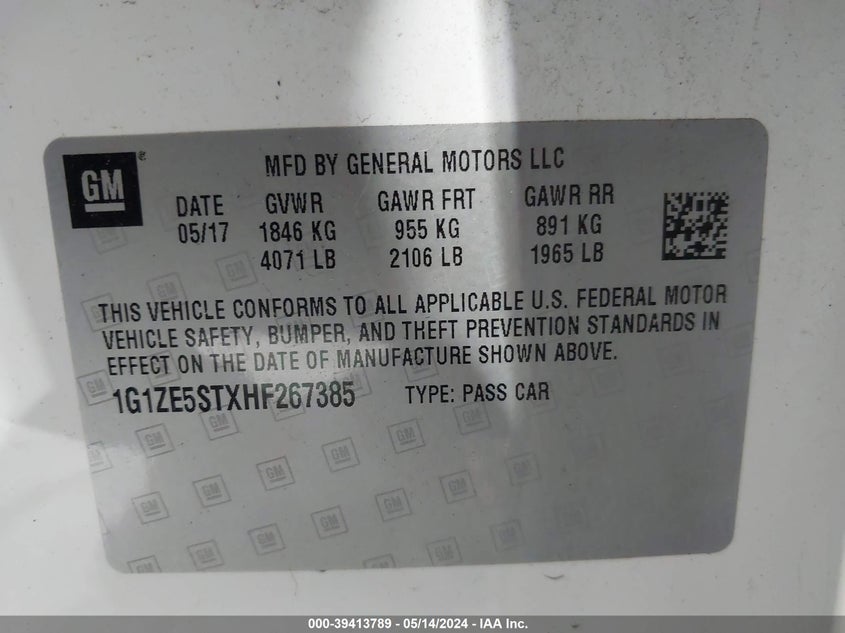 GM®
MFD BY GENERAL MOTORS LLC
DATE GVWR GAWR FRT GAWR RR
05/17 1846 KG 955 KG 891 KG
4071 LB 2106 LB 1965 LB
THIS VEHICLE CONFORMS TO ALL APPLICABLE U.S. FEDERAL MOTOR
VEHICLE SAFETY, BUMPER, AND THEFT PREVENTION STANDARDS IN
EFFECT ON THE DATE OF MANUFACTURE SHOWN ABOVE.
1G1ZE5STXHF267385 TYPE: PASS CAR
000-39413789 - 05/14/2024 - IAA Inc.